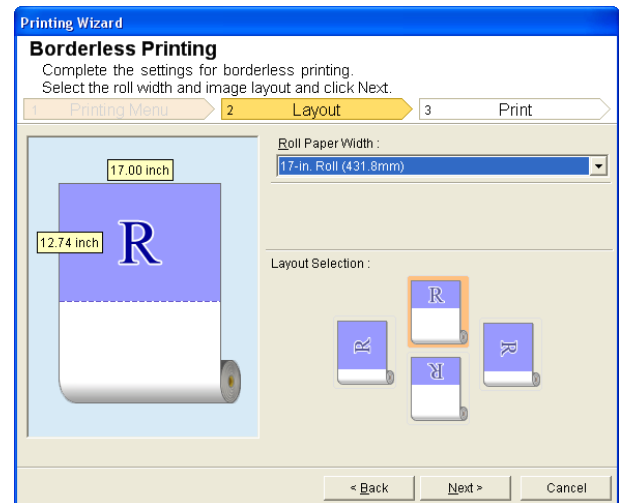 Printing Wizard
Borderless Printing
Complete the settings for borderless printing.
Select the roll width and image layout and click Next.
1 Printing Menu 2 Layout 3 Print
Roll Paper Width :
17-in. Roll (431.8mm)
17.00 inch
12.74 inch
R
Layout Selection :
R
R
R
R
< Back Next > Cancel